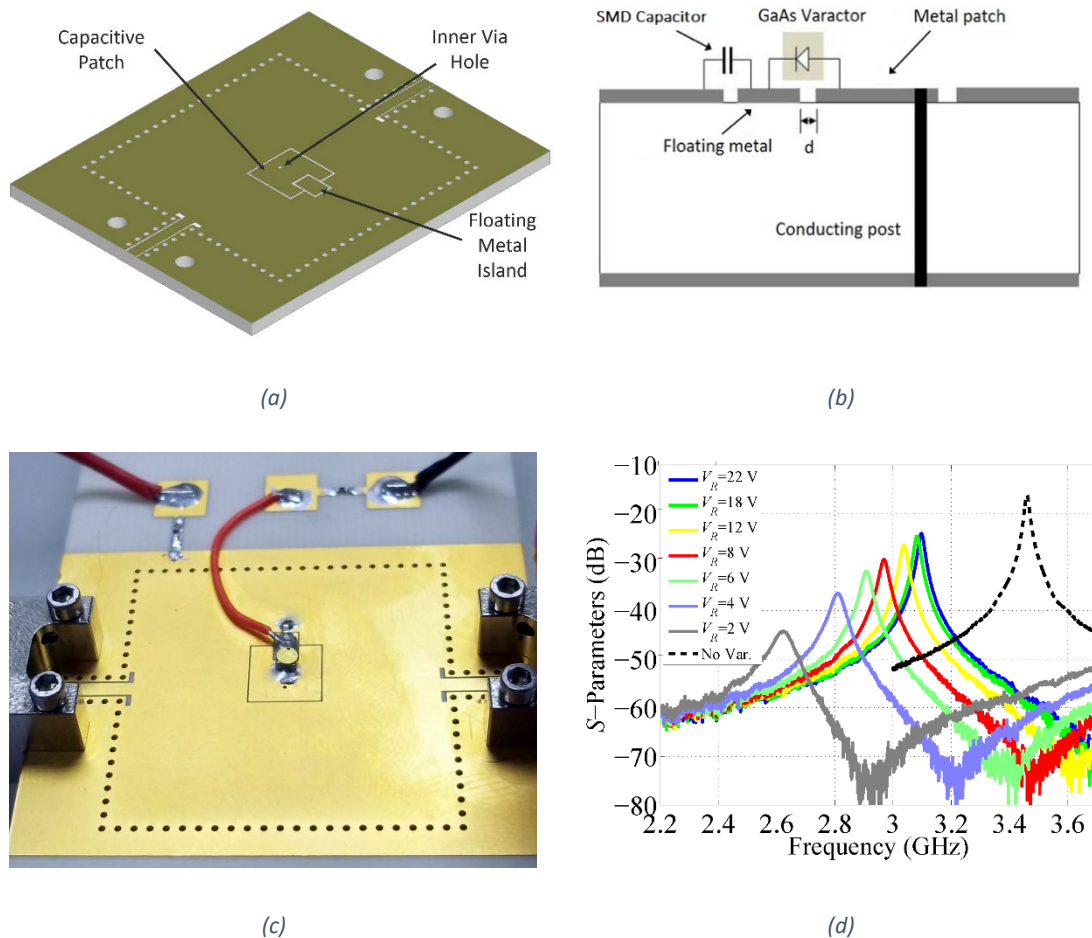 Capacitive
Patch
Inner Via
Hole
Floating
Metal
Island
(a)
SMD Capacitor
GaAs Varactor
Metal patch
Floating metal
d
Conducting post
(b)
(c)
−10
−20
−30
−40
−50
−60
−70
−80
S−Parameters (dB)
V_R=22 V
V_R=18 V
V_R=12 V
V_R=8 V
V_R=6 V
V_R=4 V
V_R=2 V
No Var.
2.2 2.4 2.6 2.8 3 3.2 3.4 3.6
Frequency (GHz)
(d)